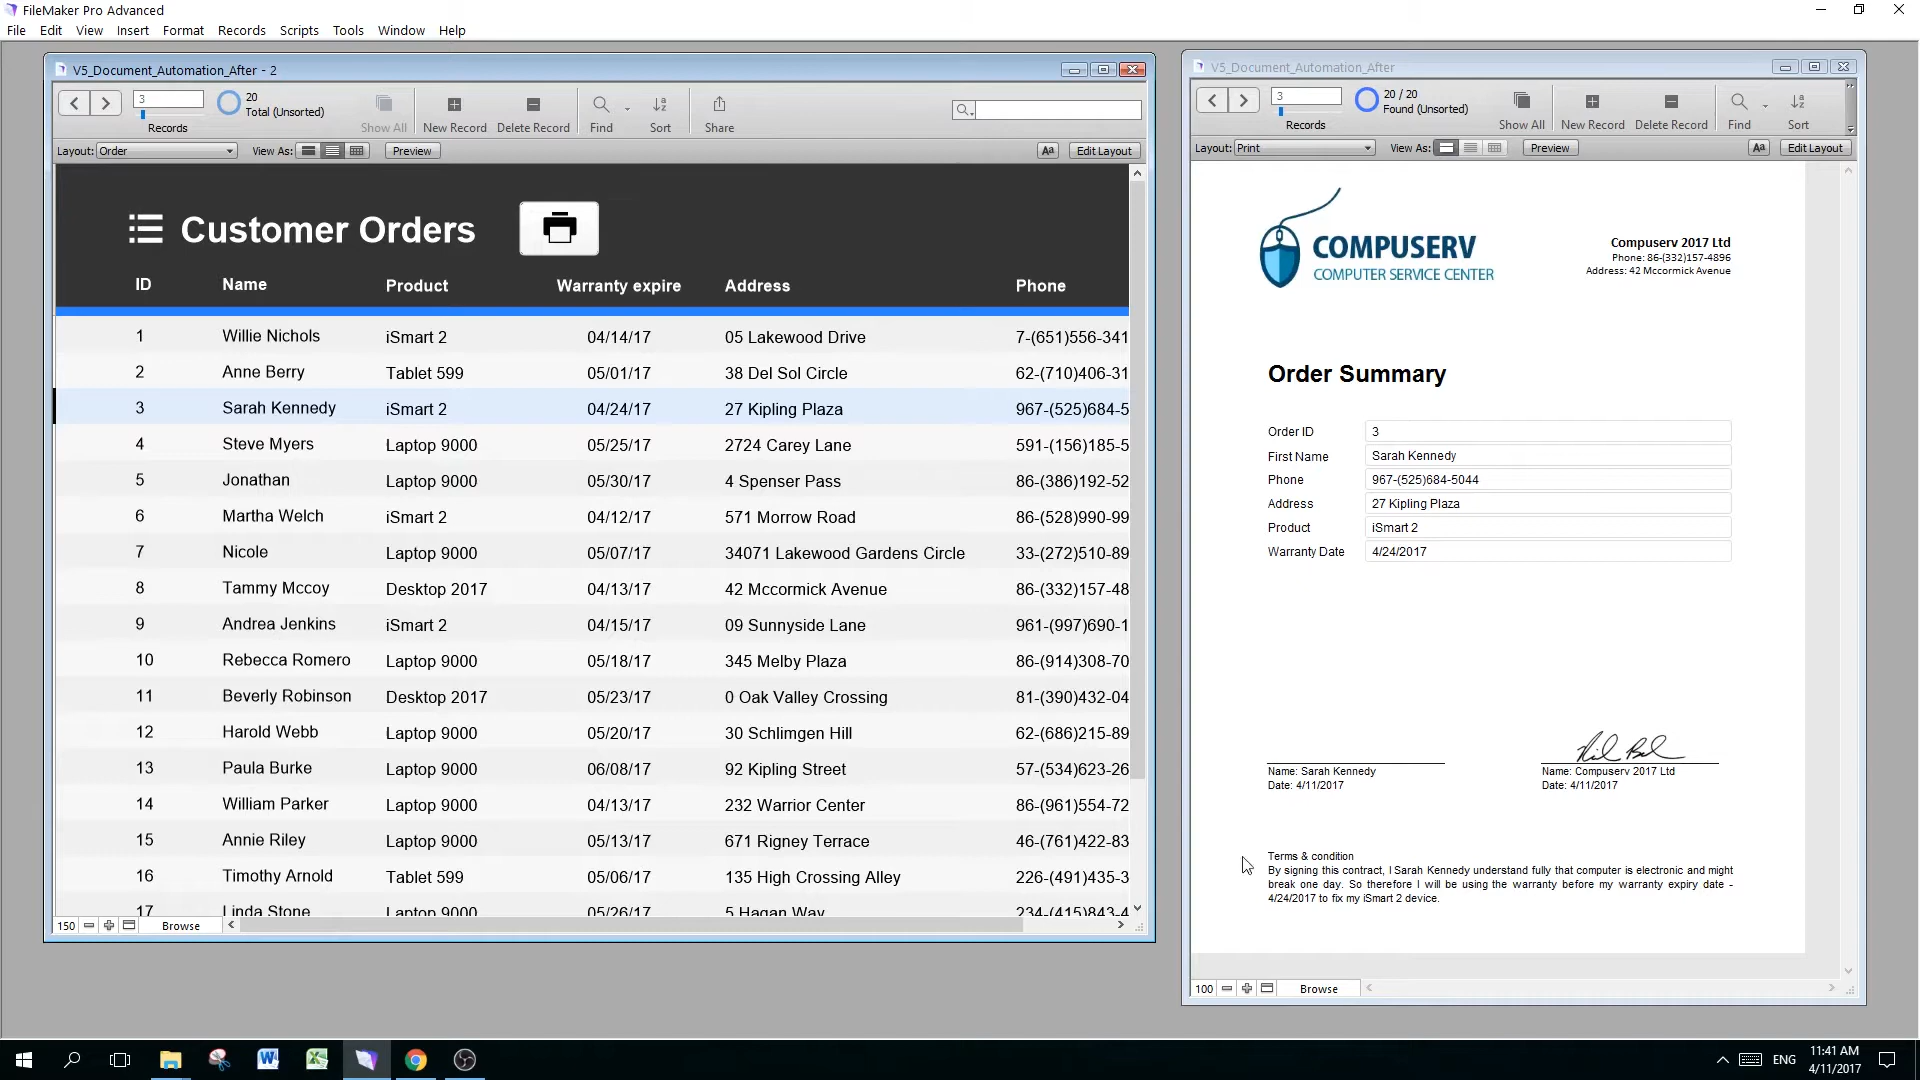 FileMaker Pro Advanced
File Edit View Insert Format Records Scripts Tools Window Help
V5_Document_Automation_After - 2
3 20 Total (Unsorted)
Records Show All New Record Delete Record Find Sort Share
Layout: Order View As: Preview Aa Edit Layout
Customer Orders
ID Name Product Warranty expire Address Phone
1 Willie Nichols iSmart 2 04/14/17 05 Lakewood Drive 7-(651)556-341
2 Anne Berry Tablet 599 05/01/17 38 Del Sol Circle 62-(710)406-31
3 Sarah Kennedy iSmart 2 04/24/17 27 Kipling Plaza 967-(525)684-5
4 Steve Myers Laptop 9000 05/25/17 2724 Carey Lane 591-(156)185-5
5 Jonathan Laptop 9000 05/30/17 4 Spenser Pass 86-(386)192-52
6 Martha Welch iSmart 2 04/12/17 571 Morrow Road 86-(528)990-99
7 Nicole Laptop 9000 05/07/17 34071 Lakewood Gardens Circle 33-(272)510-89
8 Tammy Mccoy Desktop 2017 04/13/17 42 Mccormick Avenue 86-(332)157-48
9 Andrea Jenkins iSmart 2 04/15/17 09 Sunnyside Lane 961-(997)690-1
10 Rebecca Romero Laptop 9000 05/18/17 345 Melby Plaza 86-(914)308-70
11 Beverly Robinson Desktop 2017 05/23/17 0 Oak Valley Crossing 81-(390)432-04
12 Harold Webb Laptop 9000 05/20/17 30 Schlimgen Hill 62-(686)215-89
13 Paula Burke Laptop 9000 06/08/17 92 Kipling Street 57-(534)623-26
14 William Parker Laptop 9000 04/13/17 232 Warrior Center 86-(961)554-72
15 Annie Riley Laptop 9000 05/13/17 671 Rigney Terrace 46-(761)422-83
16 Timothy Arnold Tablet 599 05/06/17 135 High Crossing Alley 226-(491)435-3
17 Linda Stone Laptop 9000 05/26/17 5 Hagan Way 234-(415)843-4
150 Browse
V5_Document_Automation_After
3 20 / 20 Found (Unsorted)
Records Show All New Record Delete Record Find Sort
Layout: Print View As: Preview Aa Edit Layout
COMPUSERV
COMPUTER SERVICE CENTER
Compuserv 2017 Ltd
Phone: 86-(332)157-4896
Address: 42 Mccormick Avenue
Order Summary
Order ID 3
First Name Sarah Kennedy
Phone 967-(525)684-5044
Address 27 Kipling Plaza
Product iSmart 2
Warranty Date 4/24/2017
Name: Sarah Kennedy
Date: 4/11/2017
Name: Compuserv 2017 Ltd
Date: 4/11/2017
Terms & condition
By signing this contract, I Sarah Kennedy understand fully that computer is electronic and might
break one day. So therefore I will be using the warranty before my warranty expiry date -
4/24/2017 to fix my iSmart 2 device.
100 Browse
ENG 11:41 AM
4/11/2017